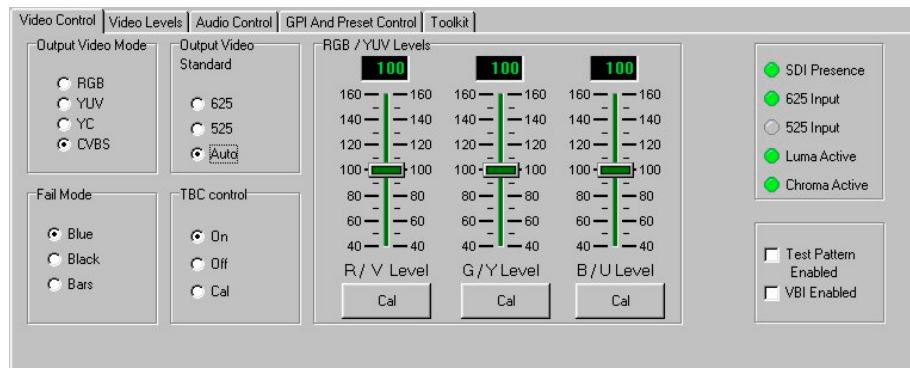 Video Control Video Levels Audio Control GPI And Preset Control Toolkit
Output Video Mode
RGB
YUV
YC
CVBS
Output Video
Standard
625
525
Auto
Fail Mode
Blue
Black
Bars
TBC control
On
Off
Cal
RGB / YUV Levels
100 100 100
160 160 160 160 160 160
140 140 140 140 140 140
120 120 120 120 120 120
100 100 100 100 100 100
80 80 80 80 80 80
60 60 60 60 60 60
40 40 40 40 40 40
R / V Level G / Y Level B / U Level
Cal Cal Cal
SDI Presence
625 Input
525 Input
Luma Active
Chroma Active
Test Pattern
Enabled
VBI Enabled